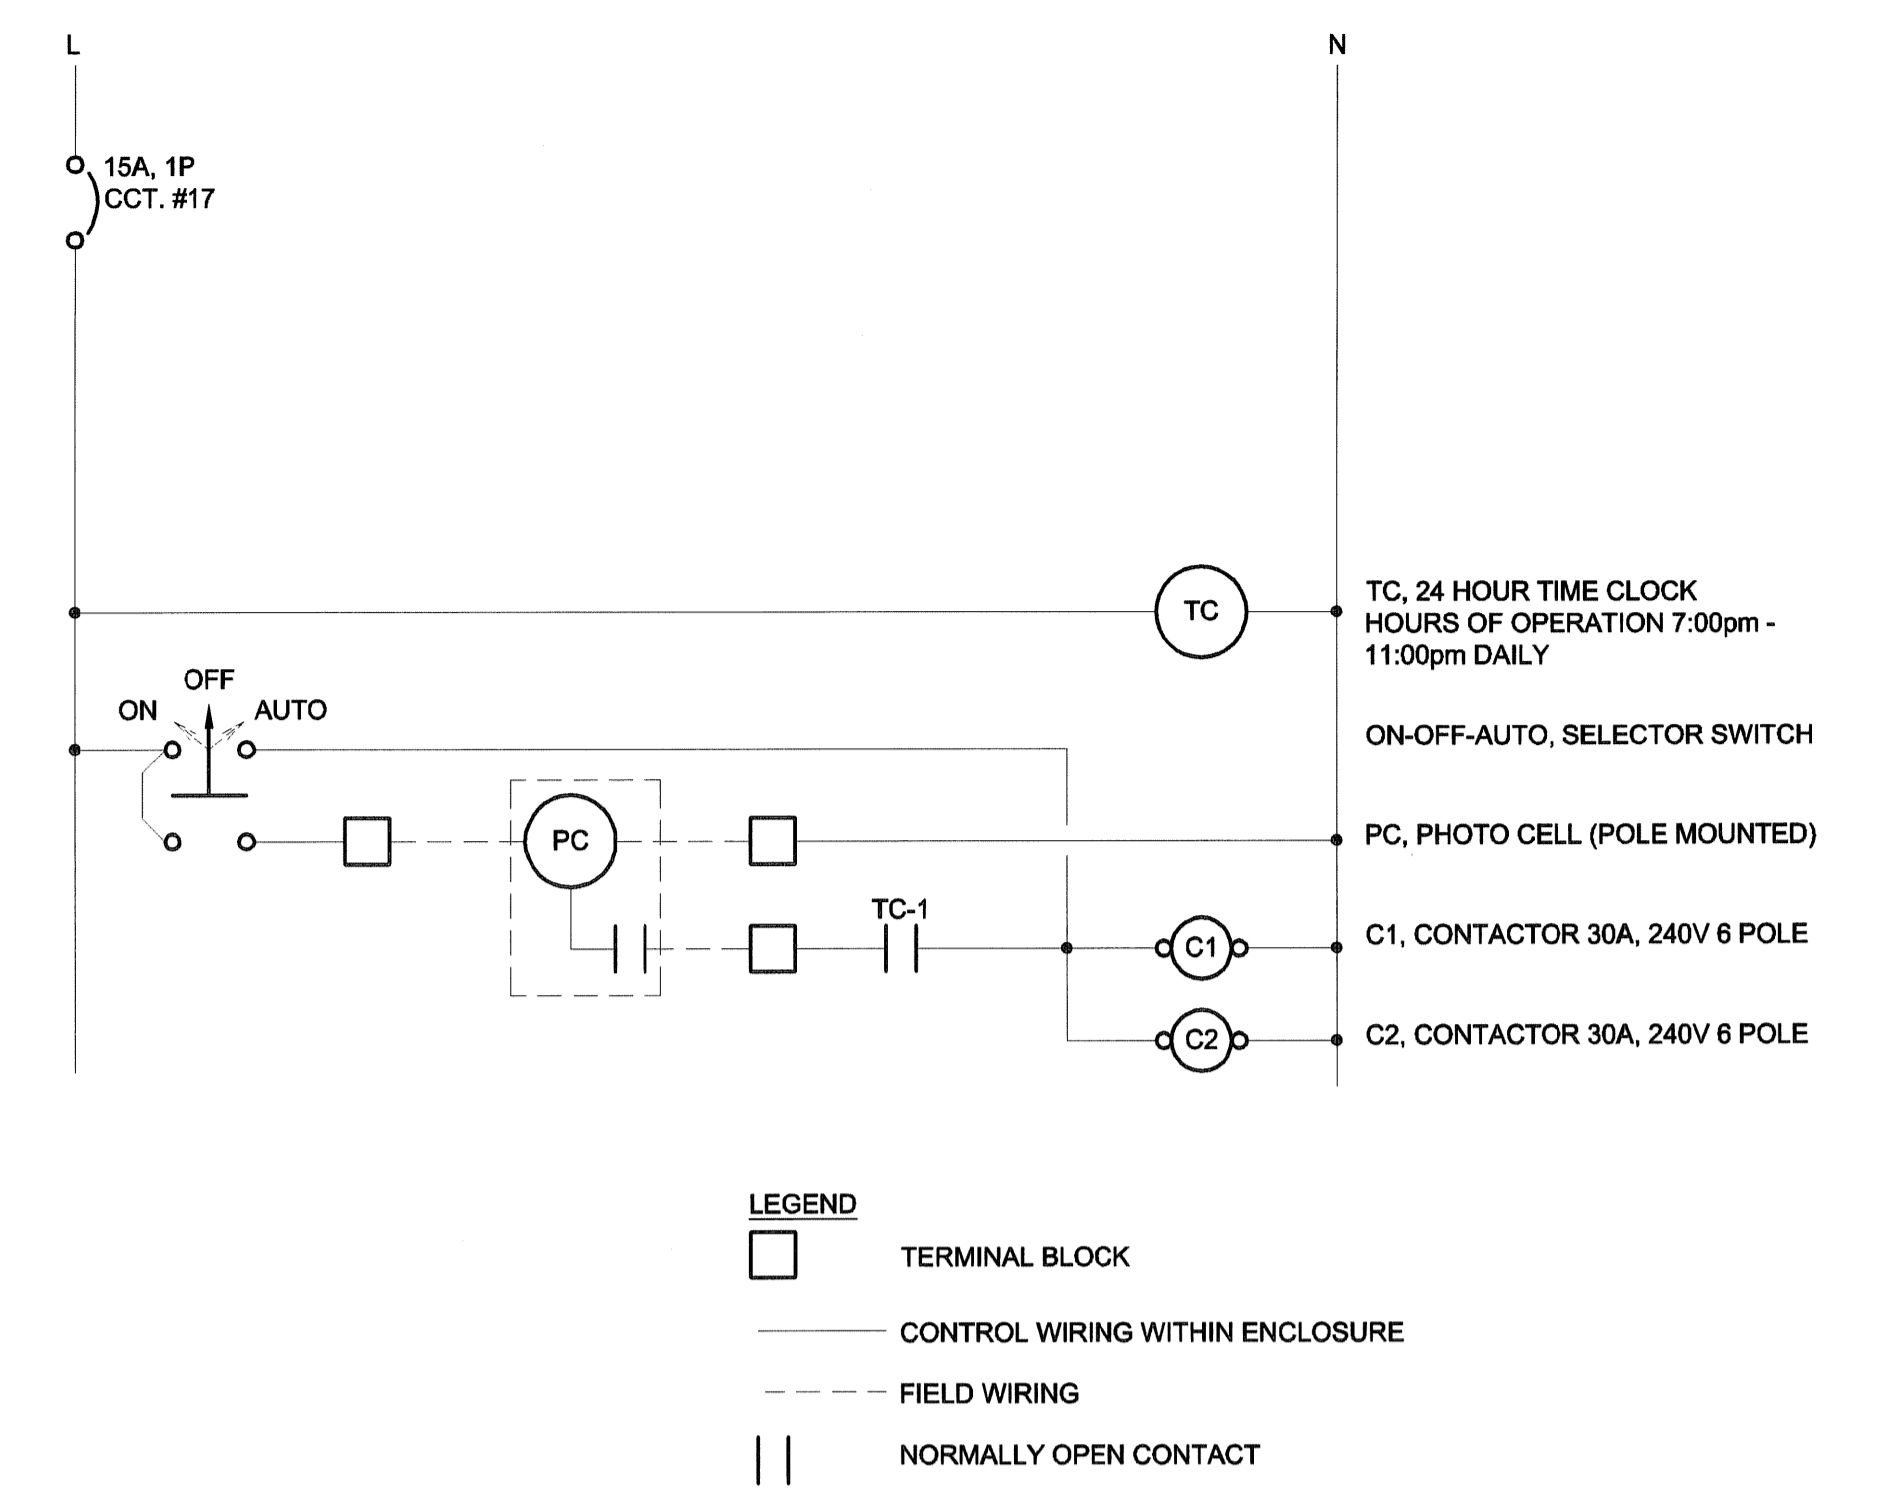 L
N
15A, 1P
CCT. #17
TC
TC, 24 HOUR TIME CLOCK
HOURS OF OPERATION 7:00pm -
11:00pm DAILY
OFF
ON
AUTO
ON-OFF-AUTO, SELECTOR SWITCH
PC
PC, PHOTO CELL (POLE MOUNTED)
TC-1
C1
C1, CONTACTOR 30A, 240V 6 POLE
C2
C2, CONTACTOR 30A, 240V 6 POLE
LEGEND
TERMINAL BLOCK
CONTROL WIRING WITHIN ENCLOSURE
FIELD WIRING
NORMALLY OPEN CONTACT